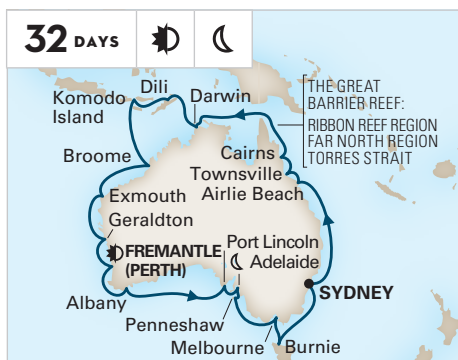 32 DAYS
THE GREAT
BARRIER REEF:
RIBBON REEF REGION
FAR NORTH REGION
TORRES STRAIT
Dili
Darwin
Komodo
Island
Broome
Cairns
Townsville
Airlie Beach
Exmouth
Geraldton
FREMANTLE
(PERTH)
Port Lincoln
Adelaide
SYDNEY
Albany
Penneshaw
Melbourne
Burnie